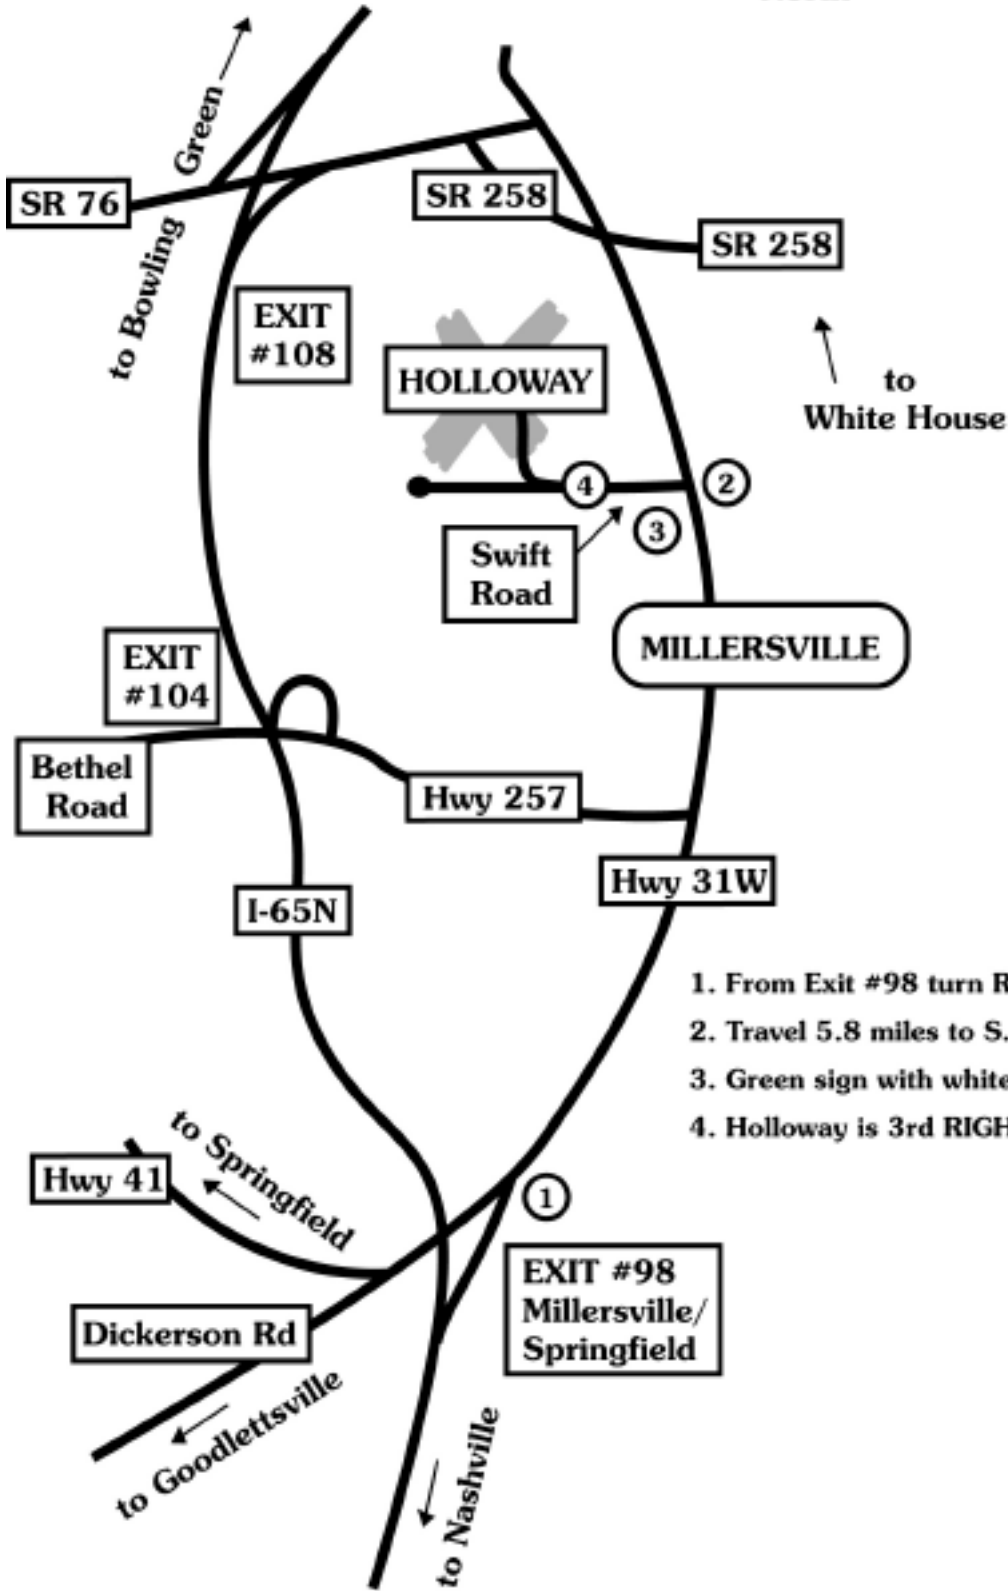 to Bowling Green
SR 76
SR 258
SR 258
EXIT
#108
HOLLOWAY
to
White House
4
2
3
Swift
Road
MILLERSVILLE
EXIT
#104
Bethel
Road
Hwy 257
Hwy 31W
I-65N
1. From Exit #98 turn R
2. Travel 5.8 miles to S.
3. Green sign with white
4. Holloway is 3rd RIGH
to Springfield
Hwy 41
1
EXIT #98
Millersville/
Springfield
Dickerson Rd
to Goodlettsville
to Nashville